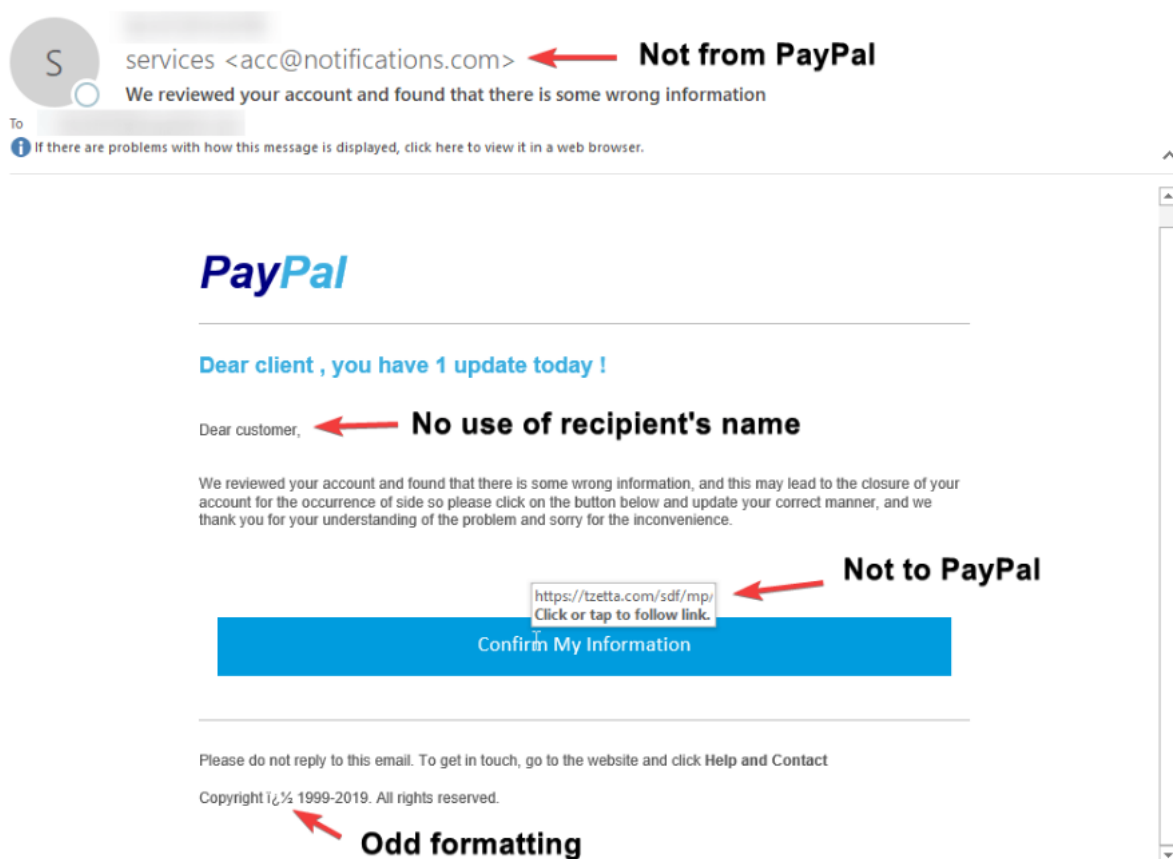 S
services <acc@notifications.com> Not from PayPal
We reviewed your account and found that there is some wrong information
To
If there are problems with how this message is displayed, click here to view it in a web browser.
PayPal
Dear client , you have 1 update today !
Dear customer, No use of recipient's name
We reviewed your account and found that there is some wrong information, and this may lead to the closure of your
account for the occurrence of side so please click on the button below and update your correct manner, and we
thank you for your understanding of the problem and sorry for the inconvenience.
Not to PayPal
https://tzetta.com/sdf/mp/
Click or tap to follow link.
Confirm My Information
Please do not reply to this email. To get in touch, go to the website and click Help and Contact
Copyright ï¿½ 1999-2019. All rights reserved.
Odd formatting